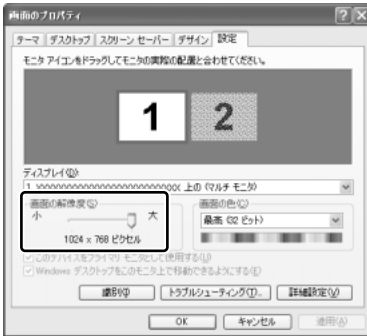 画面のプロパティ
テーマ デスクトップ スクリーン セーバー デザイン 設定
モニタ アイコンをドラッグしてモニタの実際の配置と合わせてください。
1 2
ディスプレイ(D):
1. XXXXXXXXXXXXXXXXXXXXXXXXXX 上の (マルチ モニタ)
画面の解像度(S)
小 大
1024 x 768 ピクセル
画面の色(C)
最高 (32 ビット)
このデバイスをプライマリ モニタとして使用する(U)
Windows デスクトップをこのモニタ上で移動できるようにする(E)
識別(I) トラブルシューティング(T)... 詳細設定(V)
OK キャンセル 適用(A)